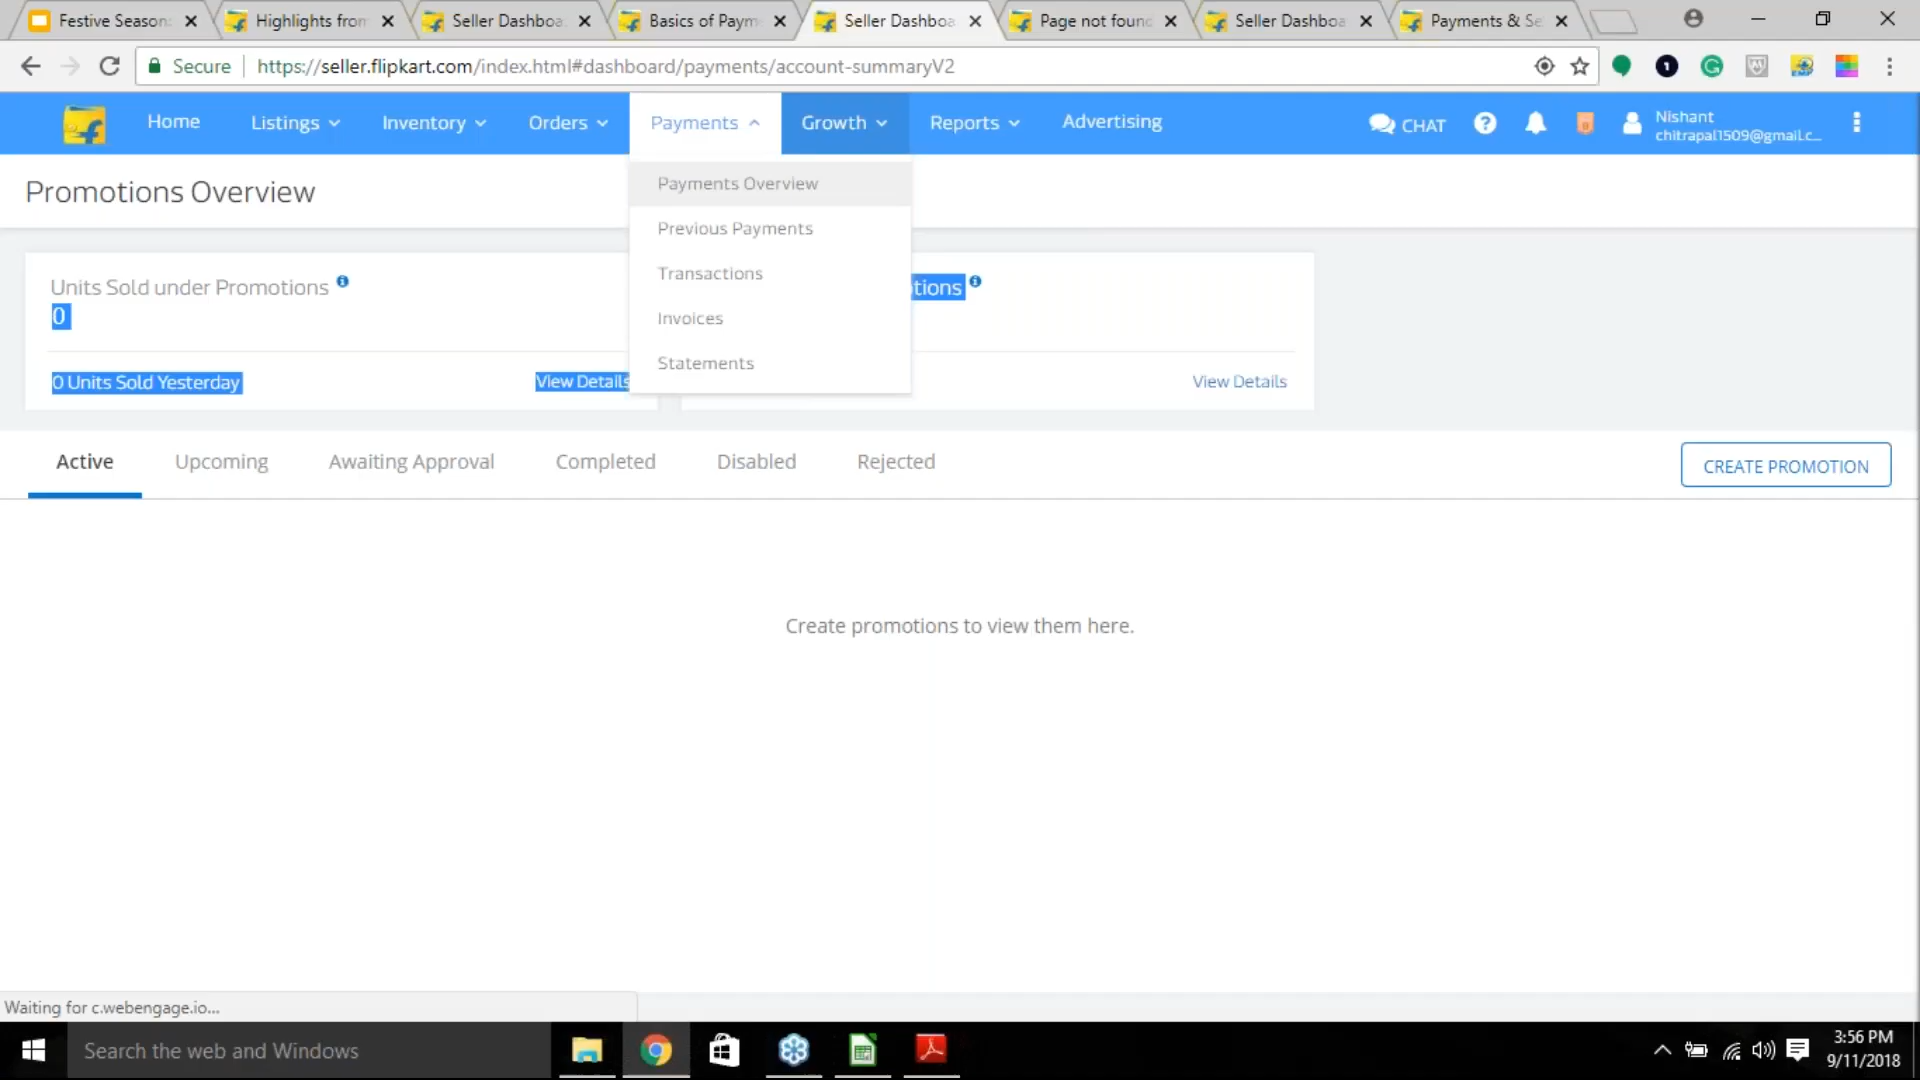 Festive Season
Highlights from
Seller Dashboa
Basics of Paym
Seller Dashboa
Page not found
Seller Dashboa
Payments & Se
Secure
https://seller.flipkart.com/index.html#dashboard/payments/account-summaryV2
Home
Listings
Inventory
Orders
Payments
Growth
Reports
Advertising
CHAT
Nishant
chitrapal1509@gmail.c...
Promotions Overview
Payments Overview
Previous Payments
Transactions
Invoices
Statements
Units Sold under Promotions
0
0 Units Sold Yesterday
View Details
tions
View Details
Active
Upcoming
Awaiting Approval
Completed
Disabled
Rejected
CREATE PROMOTION
Create promotions to view them here.
Waiting for c.webengage.io...
Search the web and Windows
3:56 PM
9/11/2018